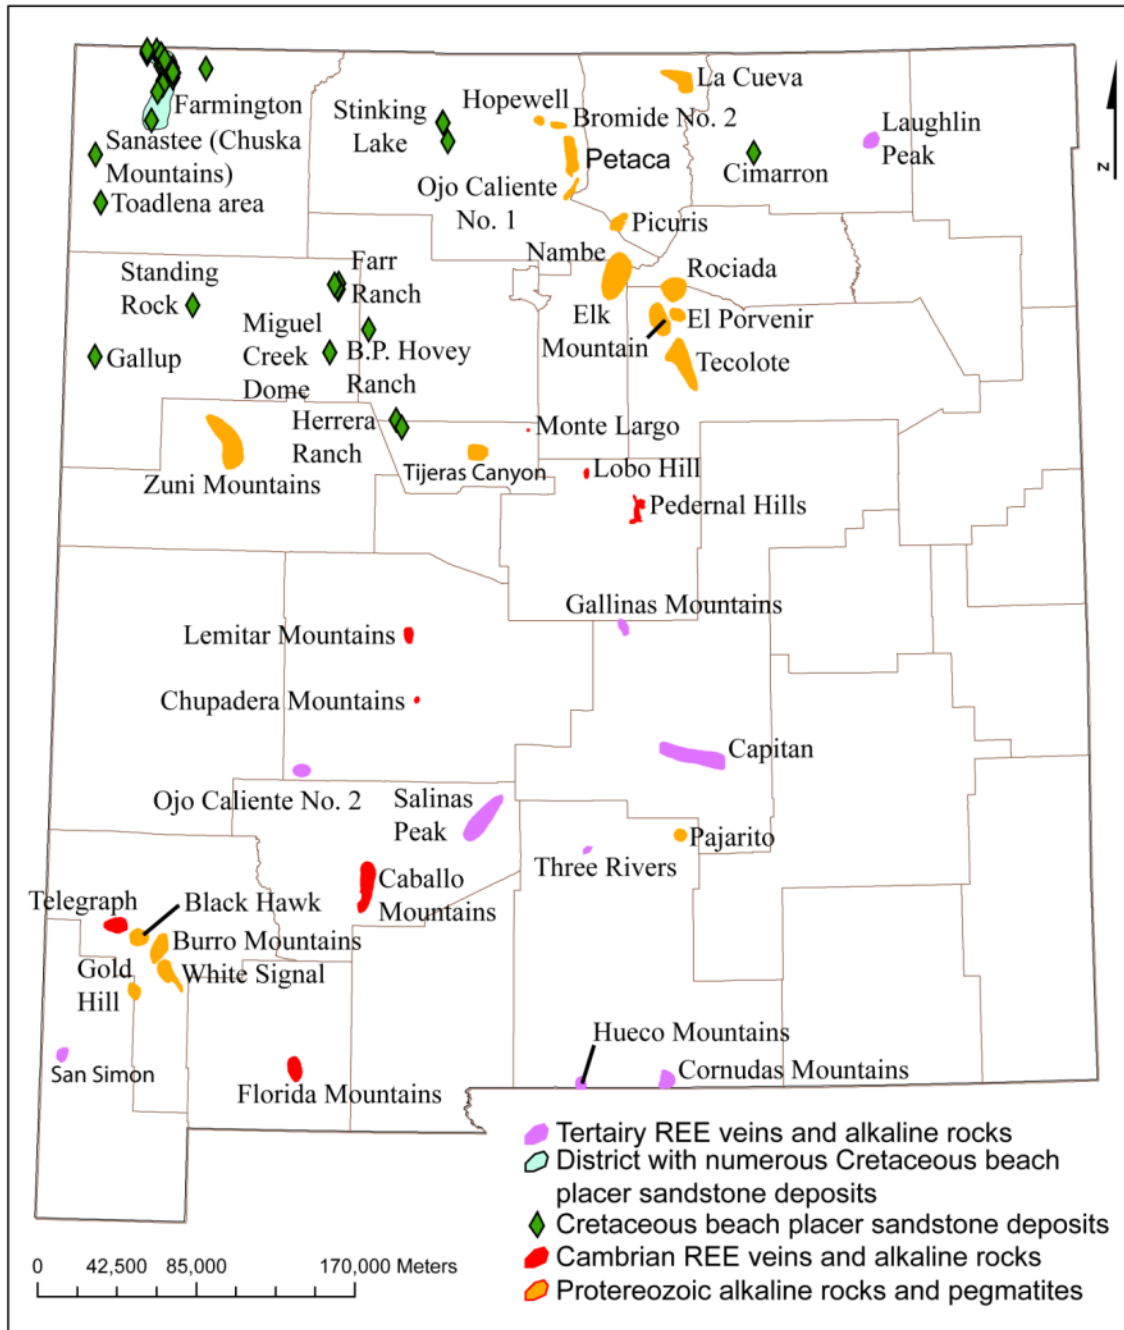 La Cueva
Hopewell
Stinking
Lake
Bromide No. 2
Laughlin
Peak
Farmington
Sanastee (Chuska
Mountains)
Petaca
Cimarron
Toadlena area
Ojo Caliente
No. 1
Picuris
Nambe
Standing
Rock
Farr
Ranch
Rociada
Elk
Mountain
El Porvenir
Miguel
Creek
Dome
B.P. Hovey
Ranch
Gallup
Tecolote
Herrera
Ranch
Monte Largo
Tijeras Canyon
Lobo Hill
Zuni Mountains
Pedernal Hills
Gallinas Mountains
Lemitar Mountains
Chupadera Mountains
Capitan
Ojo Caliente No. 2
Salinas
Peak
Pajarito
Three Rivers
Caballo
Mountains
Telegraph
Black Hawk
Burro Mountains
White Signal
Gold
Hill
Hueco Mountains
San Simon
Cornudas Mountains
Florida Mountains
Tertairy REE veins and alkaline rocks
District with numerous Cretaceous beach
placer sandstone deposits
Cretaceous beach placer sandstone deposits
Cambrian REE veins and alkaline rocks
Protereozoic alkaline rocks and pegmatites
0 42,500 85,000 170,000 Meters
N